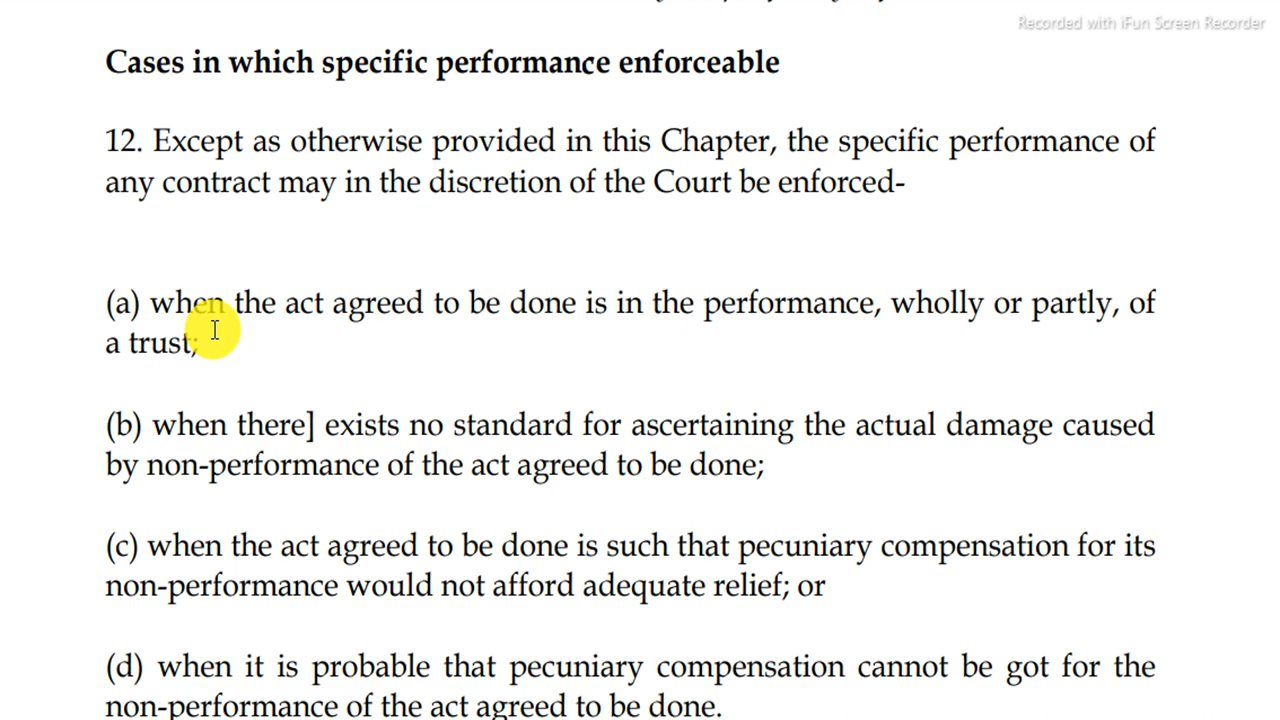 Recorded with iFun Screen Recorder
Cases in which specific performance enforceable
12. Except as otherwise provided in this Chapter, the specific performance of
any contract may in the discretion of the Court be enforced-
(a) when the act agreed to be done is in the performance, wholly or partly, of
a trust;
(b) when there] exists no standard for ascertaining the actual damage caused
by non-performance of the act agreed to be done;
(c) when the act agreed to be done is such that pecuniary compensation for its
non-performance would not afford adequate relief; or
(d) when it is probable that pecuniary compensation cannot be got for the
non-performance of the act agreed to be done.